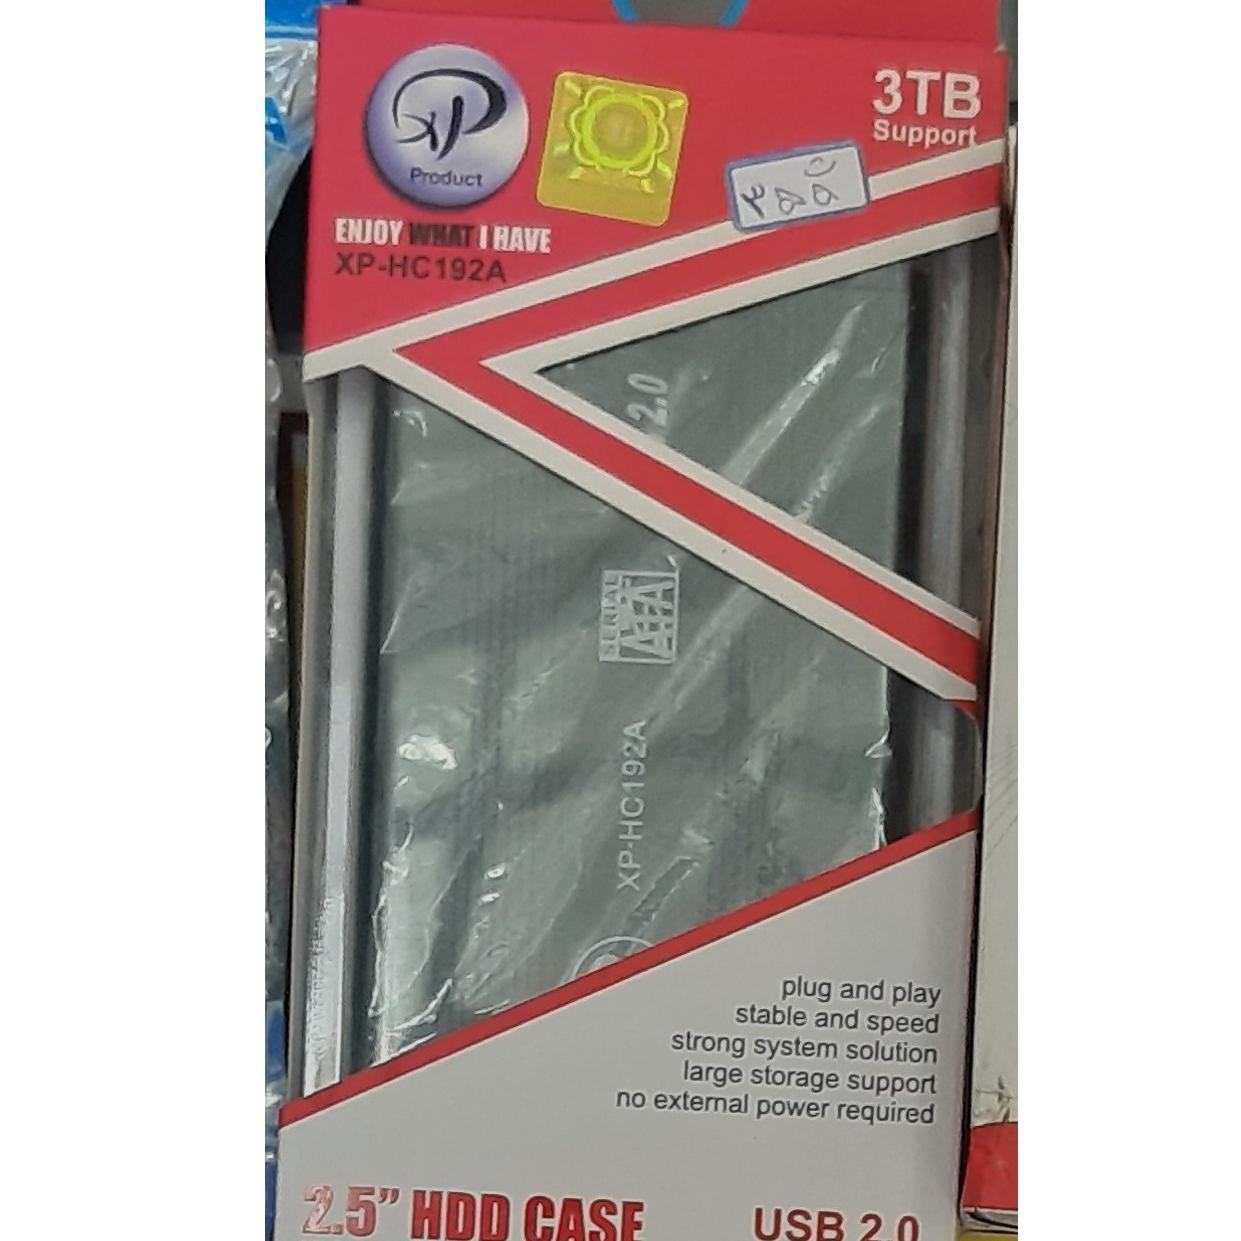 XP
Product
3TB
Support
۳۵۵
ENJOY WHAT I HAVE
XP-HC192A
2.0
SERIAL
ATA
XP-HC192A
plug and play
stable and speed
strong system solution
large storage support
no external power required
2.5” HDD CASE
USB 2.0